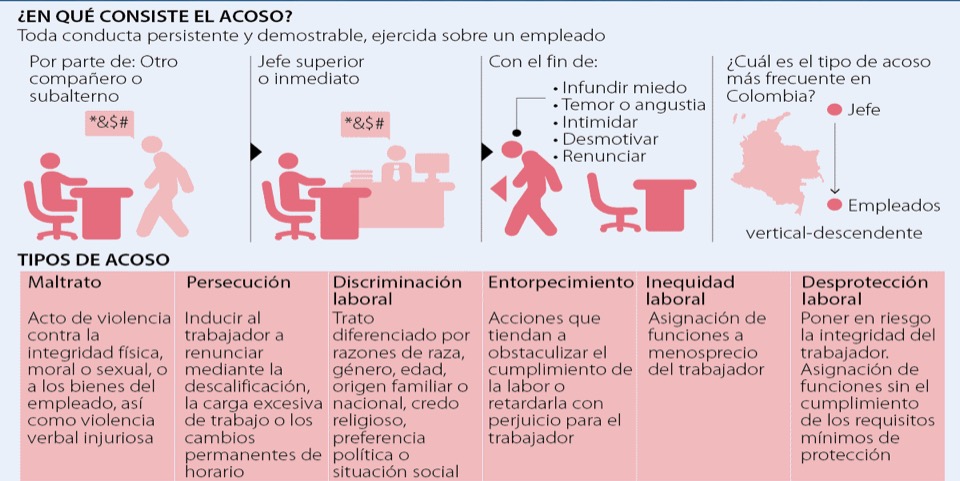 ¿EN QUÉ CONSISTE EL ACOSO?
Toda conducta persistente y demostrable, ejercida sobre un empleado
Por parte de: Otro
compañero o
subalterno
*&$#
Jefe superior
o inmediato
*&$#
Con el fin de:
• Infundir miedo
• Temor o angustia
• Intimidar
• Desmotivar
• Renunciar
¿Cuál es el tipo de acoso
más frecuente en
Colombia?
Jefe
Empleados
vertical-descendente
TIPOS DE ACOSO
Maltrato
Acto de violencia
contra la
integridad física,
moral o sexual, o
a los bienes del
empleado, así
como violencia
verbal injuriosa
Persecución
Inducir al
trabajador a
renunciar
mediante la
descalificación,
la carga excesiva
de trabajo o los
cambios
permanentes de
horario
Discriminación
laboral
Trato
diferenciado por
razones de raza,
género, edad,
origen familiar o
nacional, credo
religioso,
preferencia
política o
situación social
Entorpecimiento
Acciones que
tiendan a
obstaculizar el
cumplimiento de
la labor o
retardarla con
perjuicio para el
trabajador
Inequidad
laboral
Asignación de
funciones a
menosprecio
del trabajador
Desprotección
laboral
Poner en riesgo
la integridad del
trabajador.
Asignación de
funciones sin el
cumplimiento
de los requisitos
mínimos de
protección